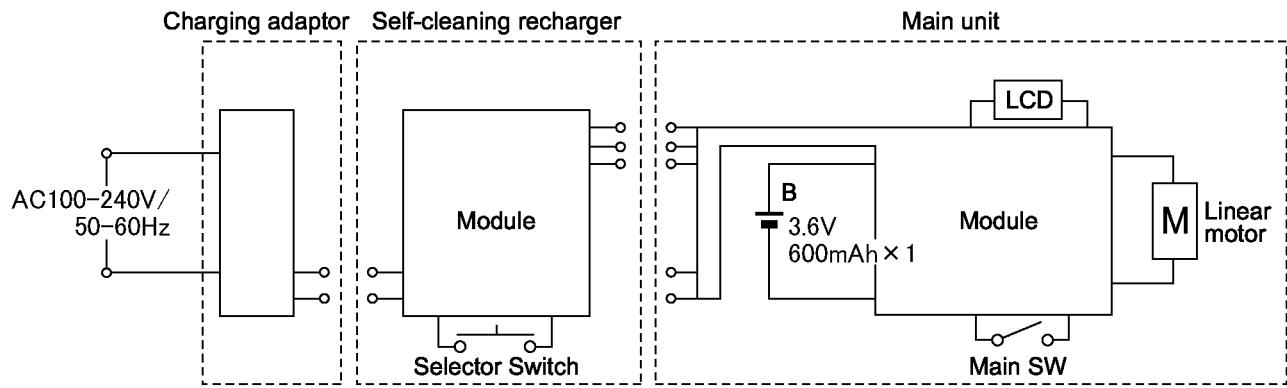 Charging adaptor
Self-cleaning recharger
Main unit
LCD
AC100-240V/
50-60Hz
Module
B
3.6V
600mAh×1
Module
M
Linear
motor
Selector Switch
Main SW